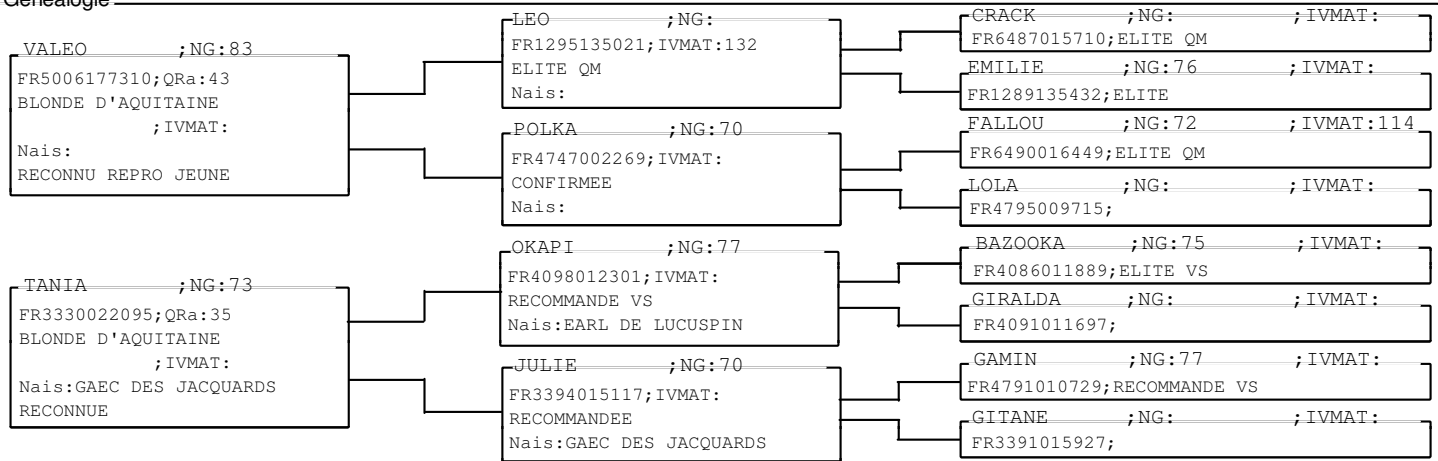 Généalogie
VALEO ;NG:83
FR5006177310;QRa:43
BLONDE D'AQUITAINE
;IVMAT:
Nais:
RECONNU REPRO JEUNE
TANIA ;NG:73
FR3330022095;QRa:35
BLONDE D'AQUITAINE
;IVMAT:
Nais:GAEC DES JACQUARDS
RECONNUE
LEO ;NG:
FR1295135021;IVMAT:132
ELITE QM
Nais:
POLKA ;NG:70
FR4747002269;IVMAT:
CONFIRMEE
Nais:
OKAPI ;NG:77
FR4098012301;IVMAT:
RECOMMANDE VS
Nais:EARL DE LUCUSPIN
JULIE ;NG:70
FR3394015117;IVMAT:
RECOMMANDEE
Nais:GAEC DES JACQUARDS
CRACK ;NG: ;IVMAT:
FR6487015710;ELITE QM
EMILIE ;NG:76 ;IVMAT:
FR1289135432;ELITE
FALLOU ;NG:72 ;IVMAT:114
FR6490016449;ELITE QM
LOLA ;NG: ;IVMAT:
FR4795009715;
BAZOOKA ;NG:75 ;IVMAT:
FR4086011889;ELITE VS
GIRALDA ;NG: ;IVMAT:
FR4091011697;
GAMIN ;NG:77 ;IVMAT:
FR4791010729;RECOMMANDE VS
GITANE ;NG: ;IVMAT:
FR3391015927;